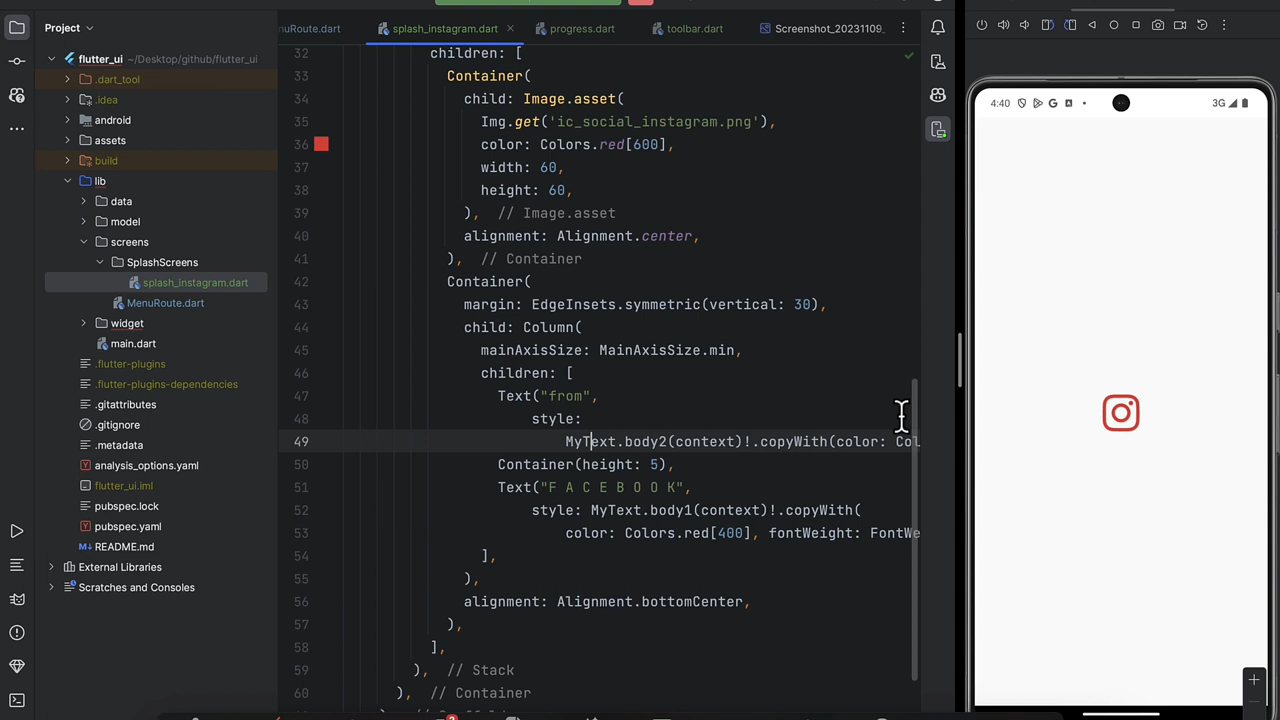 Project
nuRoute.dart
splash_instagram.dart
progress.dart
toolbar.dart
Screenshot_20231109_
flutter_ui ~/Desktop/github/flutter_ui
.dart_tool
.idea
android
assets
build
lib
data
model
screens
SplashScreens
splash_instagram.dart
MenuRoute.dart
widget
main.dart
.flutter-plugins
.flutter-plugins-dependencies
.gitattributes
.gitignore
.metadata
analysis_options.yaml
flutter_ui.iml
pubspec.lock
pubspec.yaml
README.md
External Libraries
Scratches and Consoles
32 children: [
33 Container(
34 child: Image.asset(
35 Img.get('ic_social_instagram.png'),
36 color: Colors.red[600],
37 width: 60,
38 height: 60,
39 ), // Image.asset
40 alignment: Alignment.center,
41 ), // Container
42 Container(
43 margin: EdgeInsets.symmetric(vertical: 30),
44 child: Column(
45 mainAxisSize: MainAxisSize.min,
46 children: [
47 Text("from",
48 style:
49 MyText.body2(context)!.copyWith(color: Col
50 Container(height: 5),
51 Text("F A C E B O O K",
52 style: MyText.body1(context)!.copyWith(
53 color: Colors.red[400], fontWeight: FontWe
54 ],
55 ),
56 alignment: Alignment.bottomCenter,
57 ),
58 ],
59 ), // Stack
60 ), // Container
4:40
3G